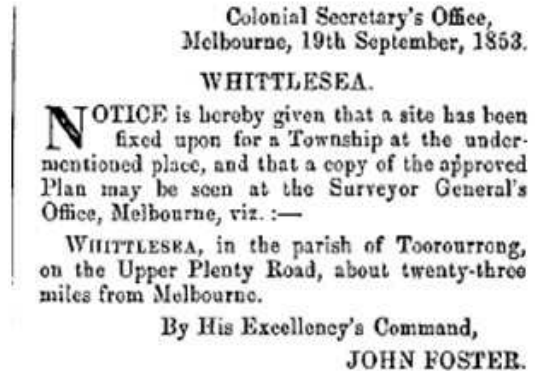 Colonial Secretary's Office,
Melbourne, 19th September, 1853.
WHITTLESEA.
NOTICE is hereby given that a site has been
fixed upon for a Township at the under-
mentioned place, and that a copy of the approved
Plan may be seen at the Surveyor General's
Office, Melbourne, viz. :—
WHITTLESEA, in the parish of Toorourrong,
on the Upper Plenty Road, about twenty-three
miles from Melbourne.
By His Excellency's Command,
JOHN FOSTER.